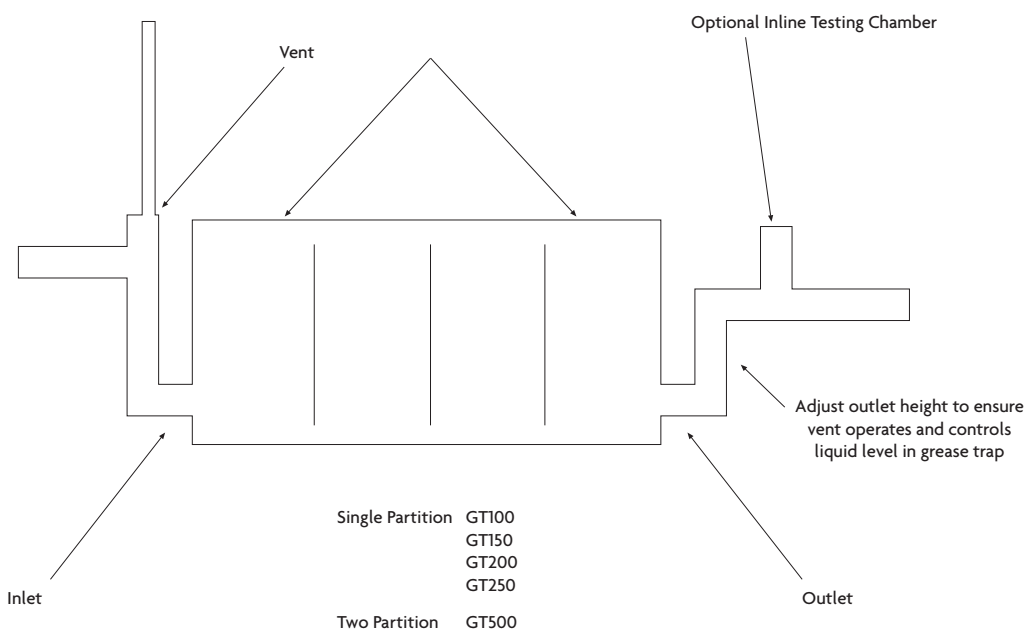 Optional Inline Testing Chamber
Vent
Adjust outlet height to ensure
vent operates and controls
liquid level in grease trap
Single Partition GT100
GT150
GT200
GT250
Inlet
Outlet
Two Partition GT500